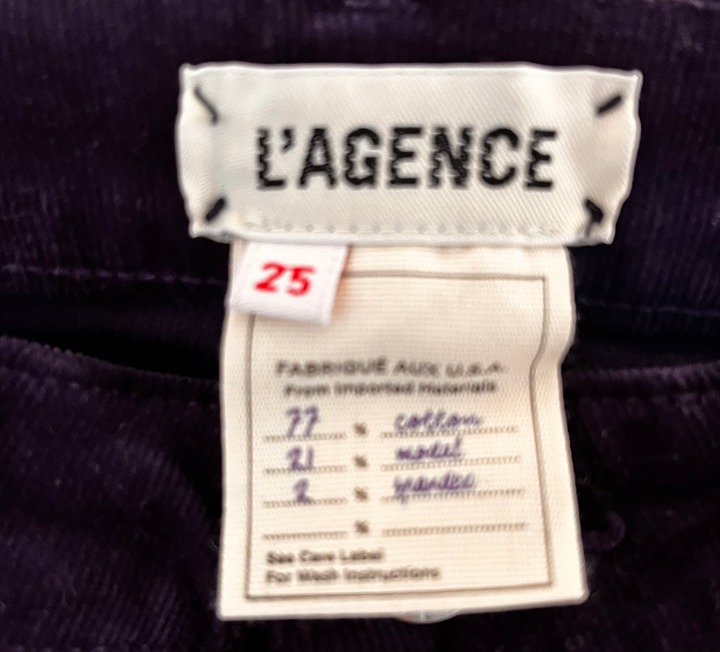 L'AGENCE
25
FABRIQUÉ AUX U.S.A.
From Imported Materials
77 % cotton
21 % modal
2 % spandex
%
See Care Label
For Wash Instructions